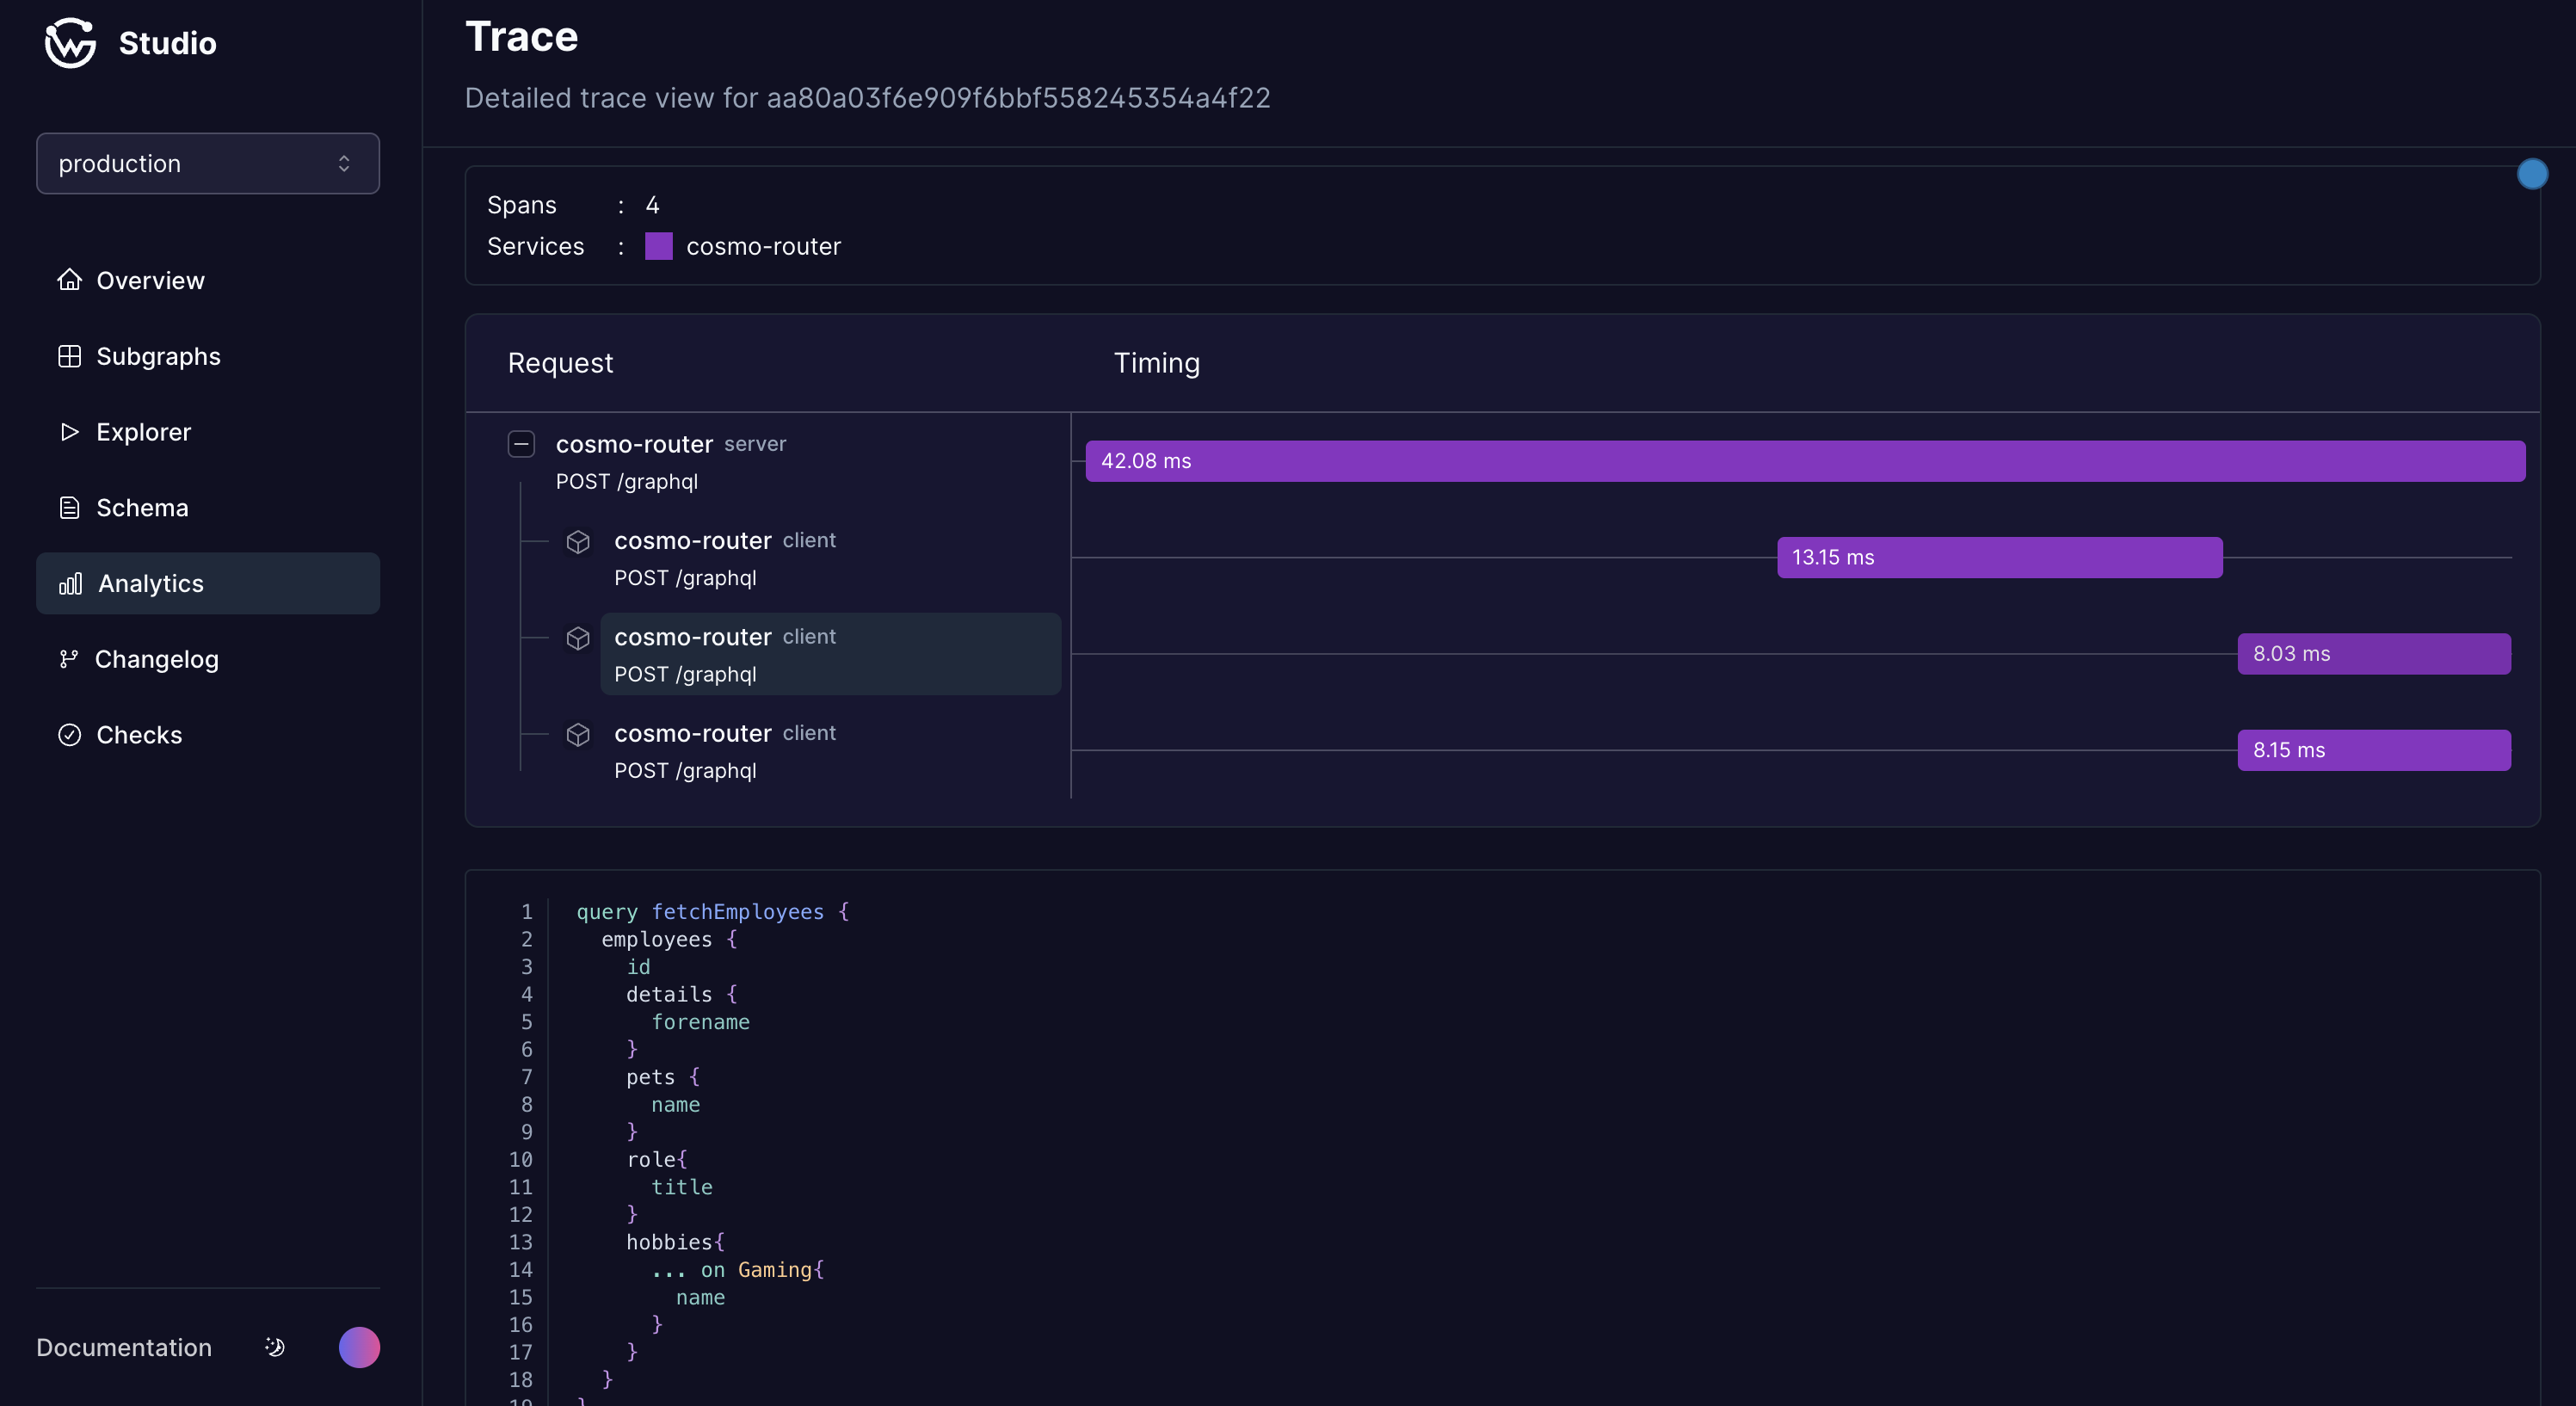 Studio
production
Overview
Subgraphs
Explorer
Schema
Analytics
Changelog
Checks
Documentation
Trace
Detailed trace view for aa80a03f6e909f6bbf558245354a4f22
Spans : 4
Services : cosmo-router
Request Timing
cosmo-router server
POST /graphql
42.08 ms
cosmo-router client
POST /graphql
13.15 ms
cosmo-router client
POST /graphql
8.03 ms
cosmo-router client
POST /graphql
8.15 ms
1 query fetchEmployees {
2 employees {
3 id
4 details {
5 forename
6 }
7 pets {
8 name
9 }
10 role{
11 title
12 }
13 hobbies{
14 ... on Gaming{
15 name
16 }
17 }
18 }
19 }